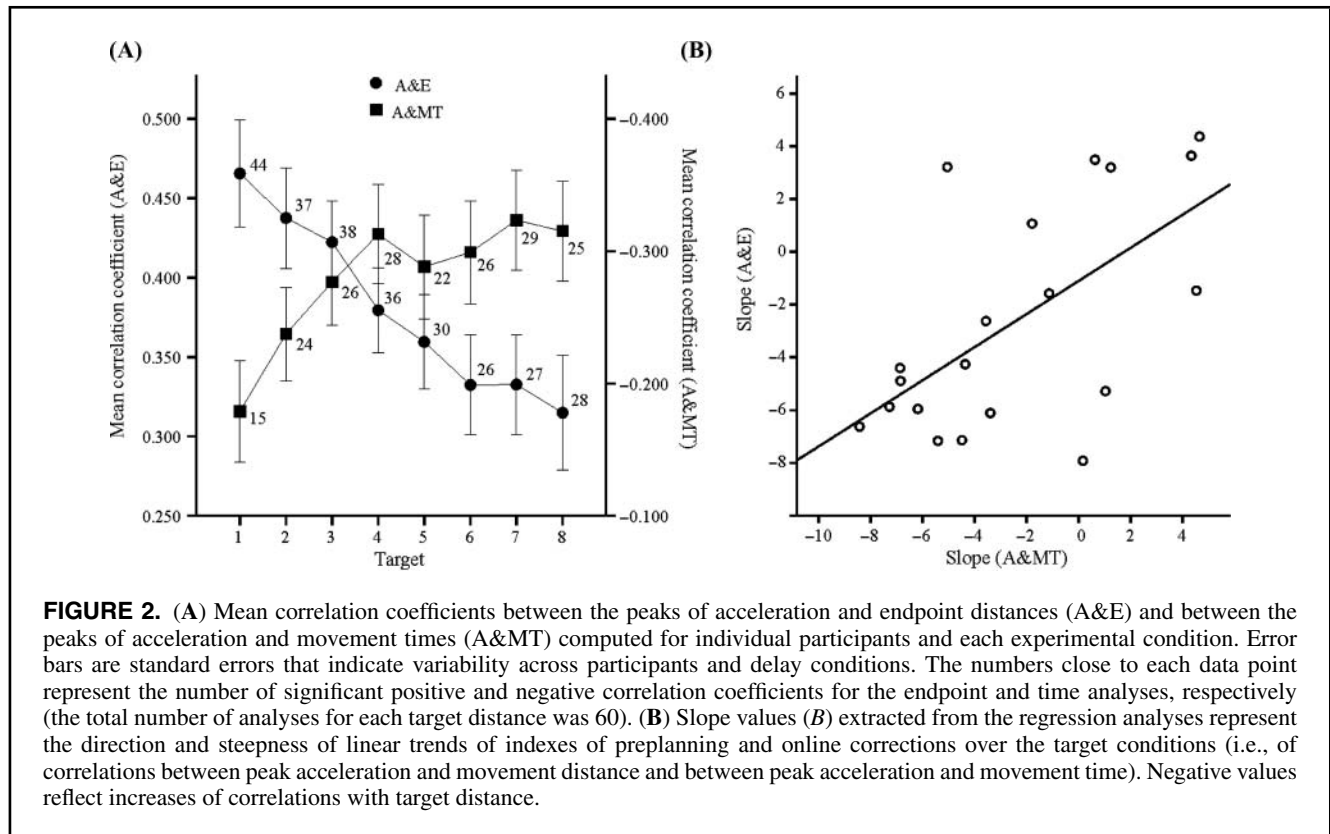 (A)
A&E
A&MT
Mean correlation coefficient (A&E)
0.500
0.450
0.400
0.350
0.300
0.250
44
37
38
36
30
26
27
28
15
24
26
28
22
26
29
25
−0.400
−0.300
−0.200
−0.100
Mean correlation coefficient (A&MT)
1 2 3 4 5 6 7 8
Target
(B)
Slope (A&E)
6
4
2
0
−2
−4
−6
−8
−10 −8 −6 −4 −2 0 2 4
Slope (A&MT)
FIGURE 2. (A) Mean correlation coefficients between the peaks of acceleration and endpoint distances (A&E) and between the
peaks of acceleration and movement times (A&MT) computed for individual participants and each experimental condition. Error
bars are standard errors that indicate variability across participants and delay conditions. The numbers close to each data point
represent the number of significant positive and negative correlation coefficients for the endpoint and time analyses, respectively
(the total number of analyses for each target distance was 60). (B) Slope values (B) extracted from the regression analyses represent
the direction and steepness of linear trends of indexes of preplanning and online corrections over the target conditions (i.e., of
correlations between peak acceleration and movement distance and between peak acceleration and movement time). Negative values
reflect increases of correlations with target distance.